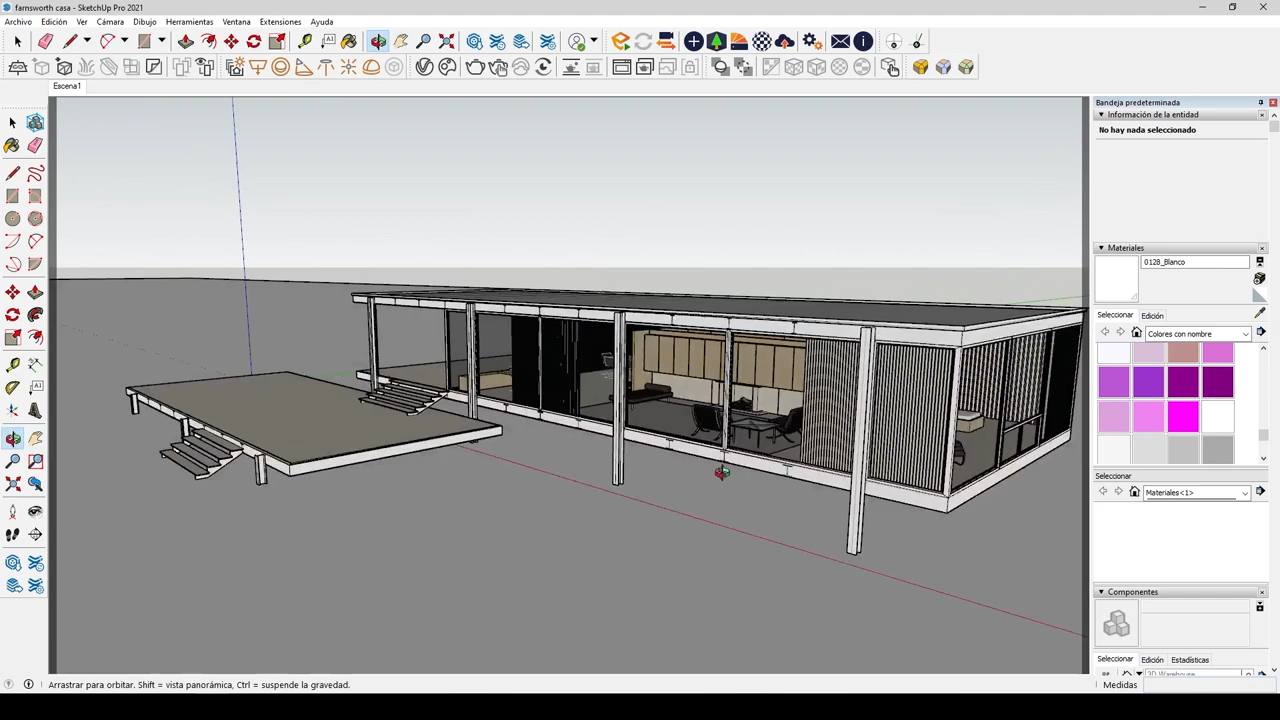 farnsworth casa - SketchUp Pro 2021
Archivo Edición Ver Cámara Dibujo Herramientas Ventana Extensiones Ayuda
Escena1
Bandeja predeterminada
Información de la entidad
No hay nada seleccionado
Materiales
0128_Blanco
Seleccionar Edición
Colores con nombre
Seleccionar
Materiales<1>
Componentes
Seleccionar Edición Estadísticas
3D Warehouse
Arrastrar para orbitar. Shift = vista panorámica, Ctrl = suspende la gravedad.
Medidas